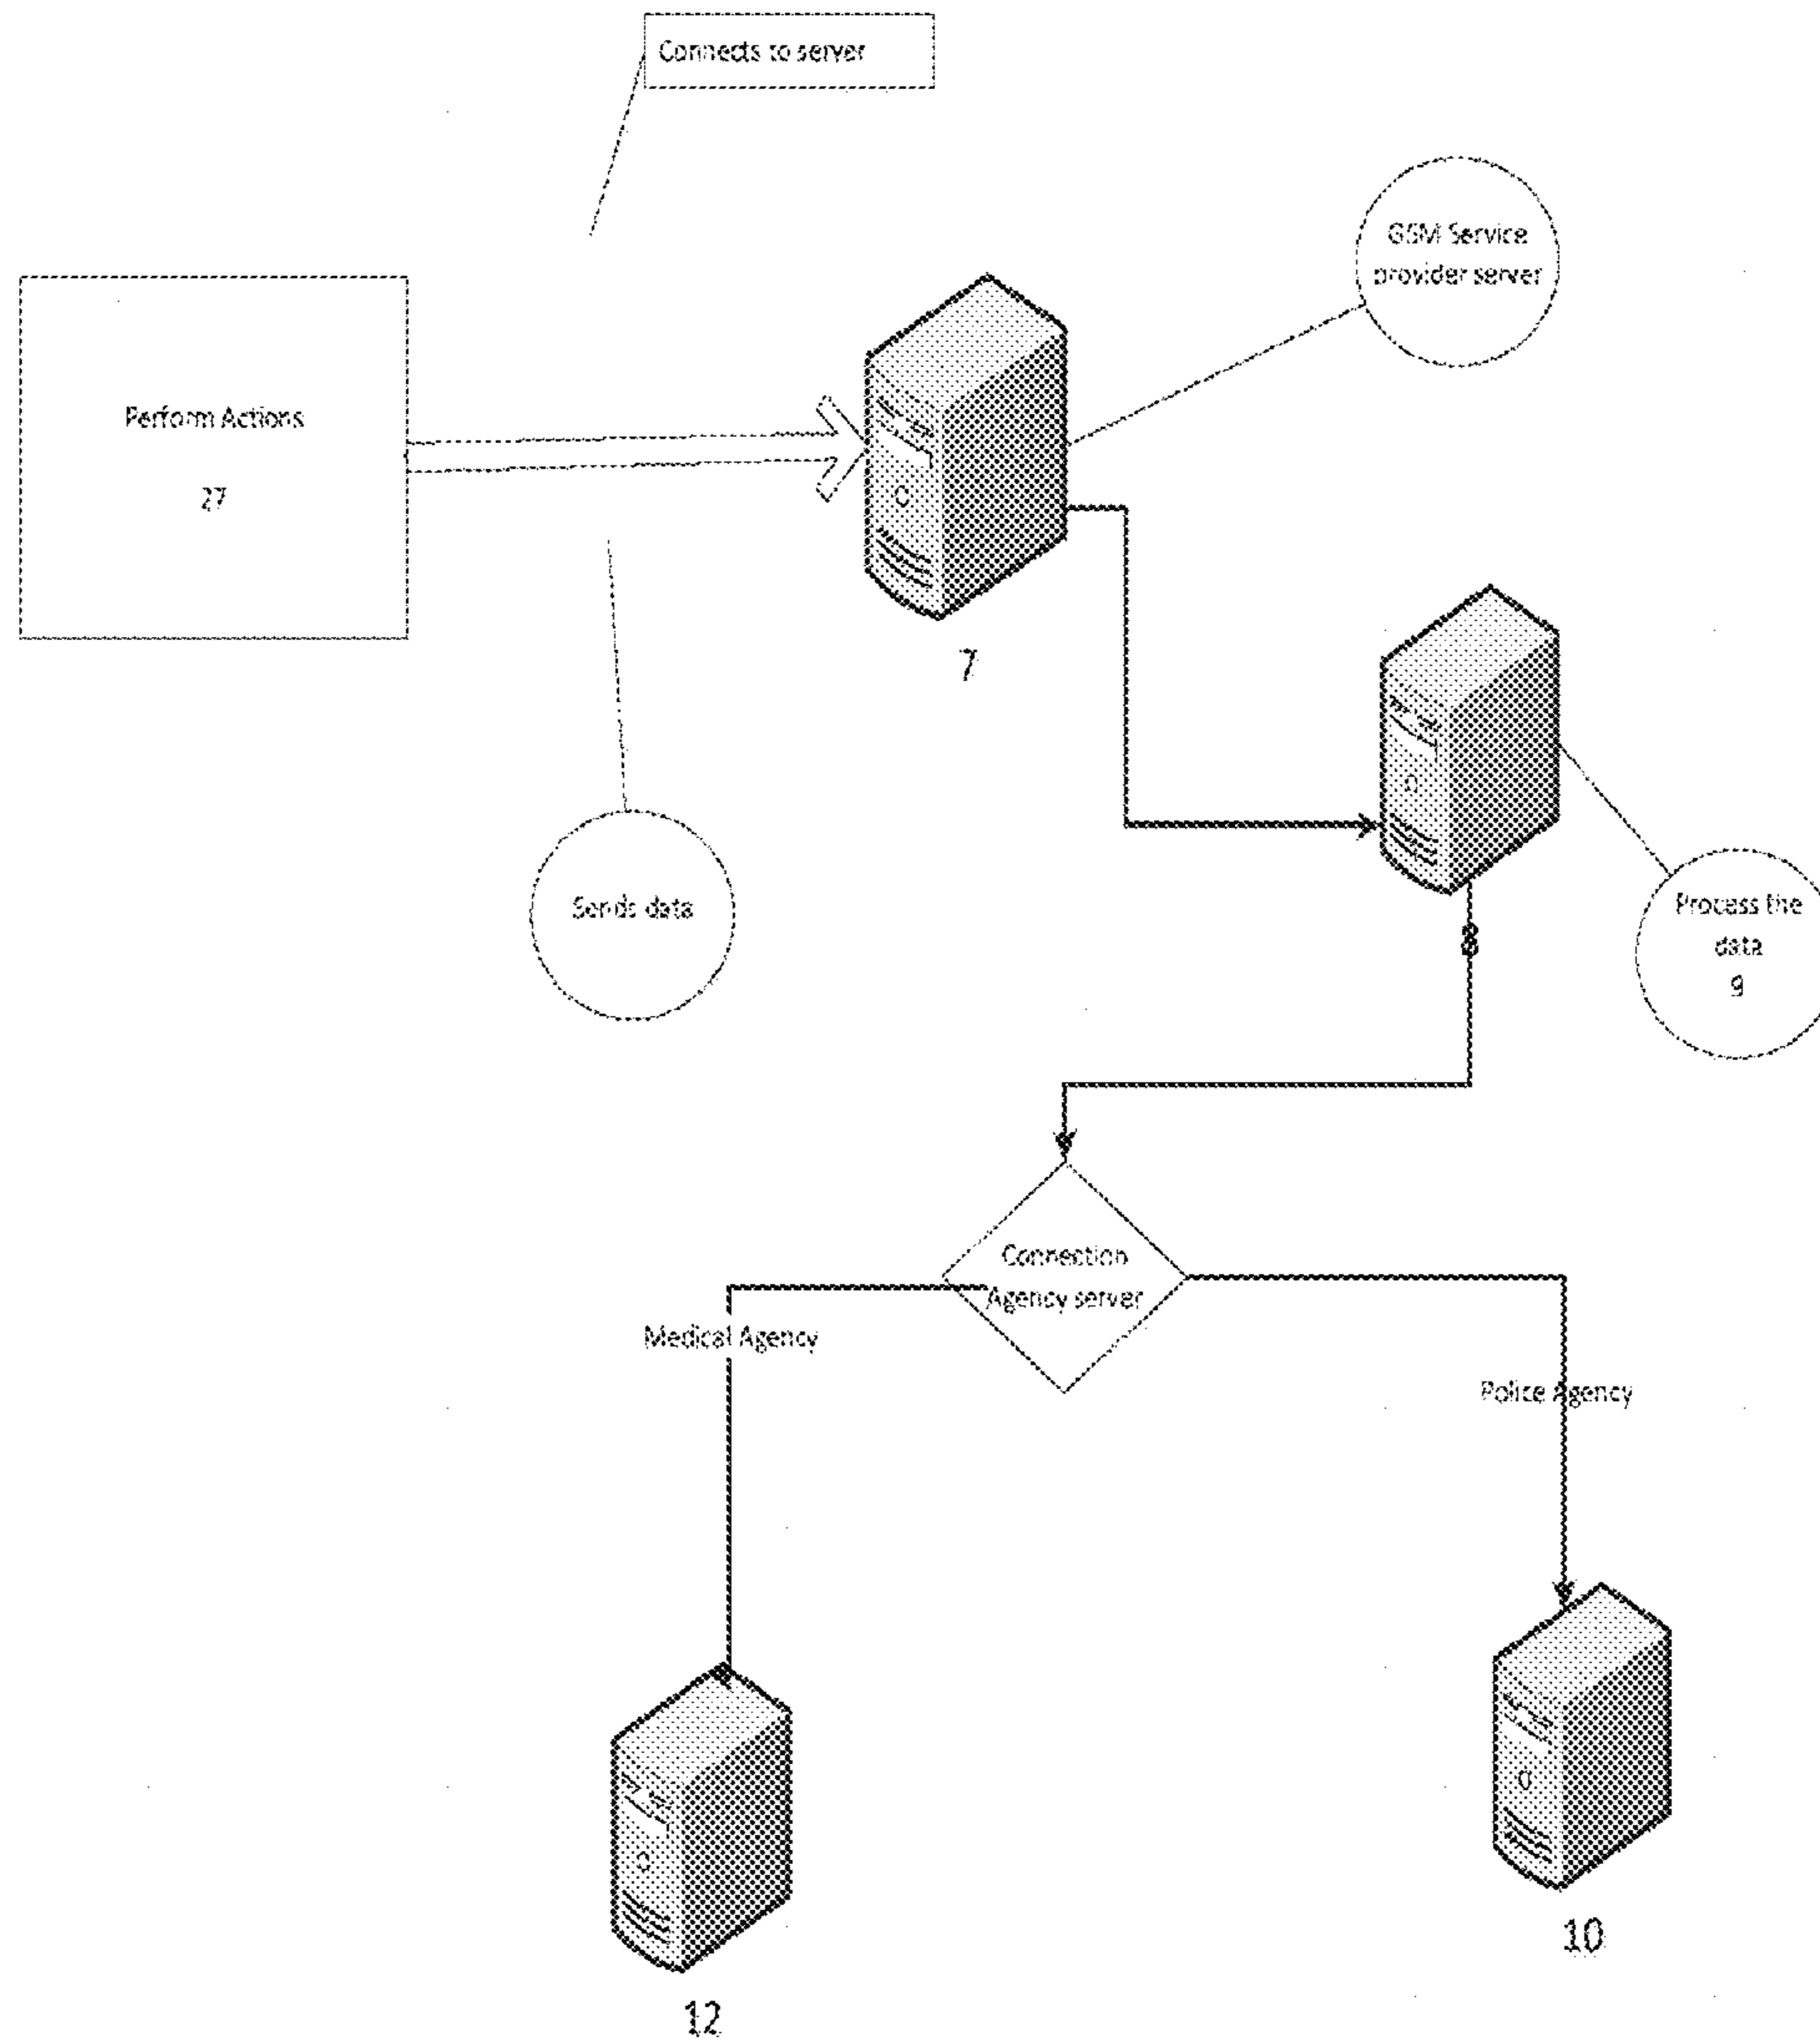 Connects to server
GSM Service
provider server
Perform Actions
27
7
Sends data
Process the
data
9
8
Connection
Agency server
Medical Agency
Police Agency
10
12